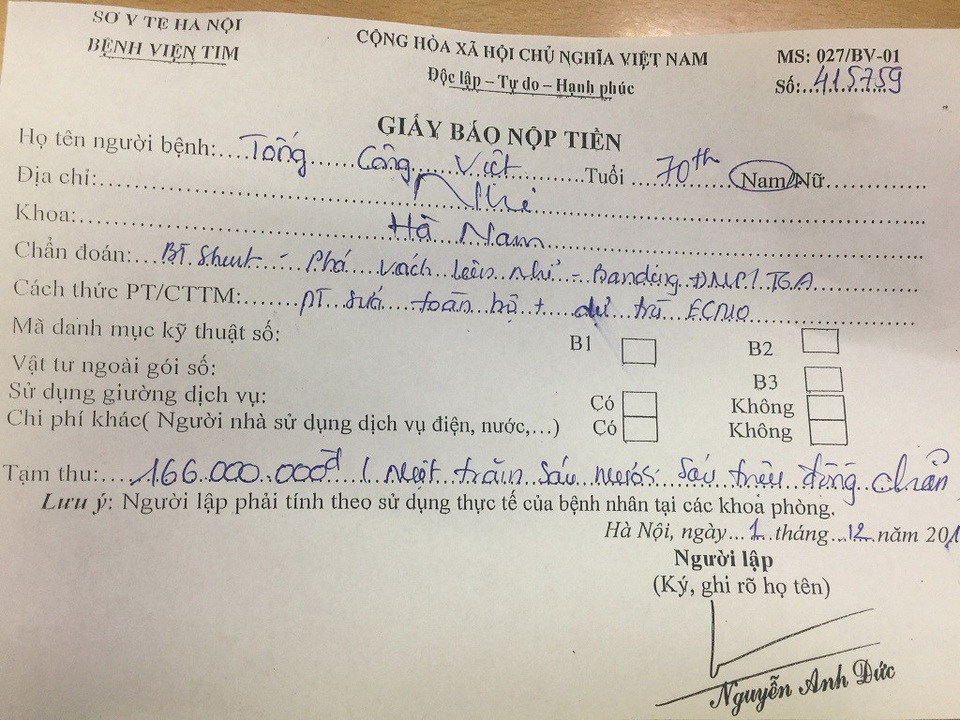 SỞ Y TẾ HÀ NỘI
BỆNH VIỆN TIM
CỘNG HÒA XÃ HỘI CHỦ NGHĨA VIỆT NAM
Độc lập – Tự do – Hạnh phúc
MS: 027/BV-01
Số:...415759
GIẤY BÁO NỘP TIỀN
Họ tên người bệnh:....Tống.....Công...Việt.........Tuổi....70th......Nam/Nữ
Địa chỉ:................Nhi................
Khoa:................Hà Nam................
Chẩn đoán:.......BT Shunt - Phá vách liên nhĩ - Banding ĐMP / TGA
Cách thức PT/CTTM:.......PT sửa toàn bộ + dự trù ECMO
Mã danh mục kỹ thuật số: B1 B2
Vật tư ngoài gói số: B3
Sử dụng giường dịch vụ: Có Không
Chi phí khác( Người nhà sử dụng dịch vụ điện, nước,…) Có Không
Tạm thu:....166.000.000đ ( Một trăm sáu mươi sáu triệu đồng chẵn
Lưu ý: Người lập phải tính theo sử dụng thực tế của bệnh nhân tại các khoa phòng.
Hà Nội, ngày...1...tháng...12..năm 201
Người lập
(Ký, ghi rõ họ tên)
Nguyễn Anh Đức